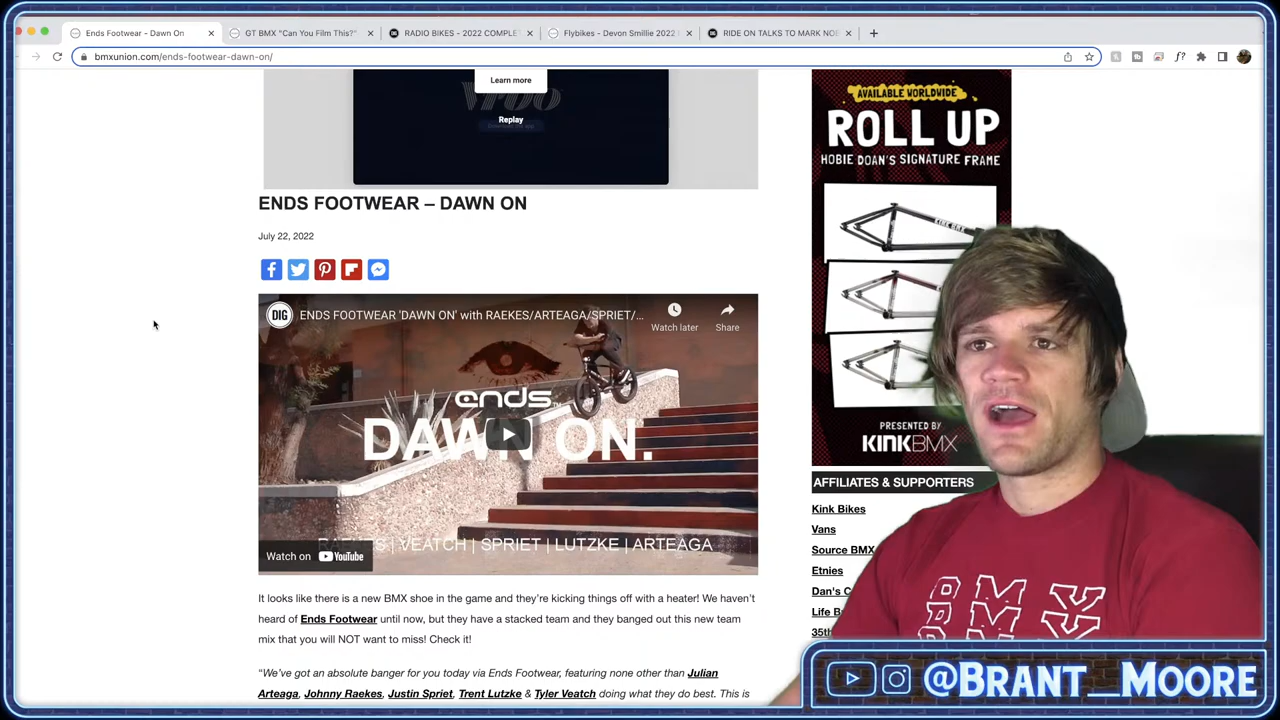 Ends Footwear - Dawn On
GT BMX "Can You Film This?"
RADIO BIKES - 2022 COMPLE
Flybikes - Devon Smillie 2022
RIDE ON TALKS TO MARK NOB
bmxunion.com/ends-footwear-dawn-on/
Learn more
Replay
ENDS FOOTWEAR – DAWN ON
July 22, 2022
DIG
ENDS FOOTWEAR 'DAWN ON' with RAEKES/ARTEAGA/SPRIET/...
Watch later
Share
ends
DAWN ON.
RAEKES | VEATCH | SPRIET | LUTZKE | ARTEAGA
Watch on YouTube
It looks like there is a new BMX shoe in the game and they're kicking things off with a heater! We haven't
heard of Ends Footwear until now, but they have a stacked team and they banged out this new team
mix that you will NOT want to miss! Check it!
"We've got an absolute banger for you today via Ends Footwear, featuring none other than Julian
Arteaga, Johnny Raekes, Justin Spriet, Trent Lutzke & Tyler Veatch doing what they do best. This is
AVAILABLE WORLDWIDE
ROLL UP
HOBIE DOAN'S SIGNATURE FRAME
PRESENTED BY
KINK BMX
AFFILIATES & SUPPORTERS
Kink Bikes
Vans
Source BMX
Etnies
Dan's C
Life B
35th
BMX
@BRANT_MOORE